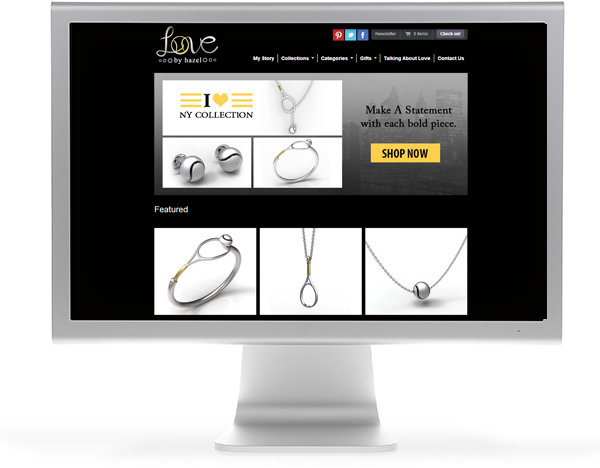 Love
by hazel
Newsletter
0 items
Check out
My Story
Collections
Categories
Gifts
Talking About Love
Contact Us
I
NY COLLECTION
Make A Statement
with each bold piece.
SHOP NOW
Featured